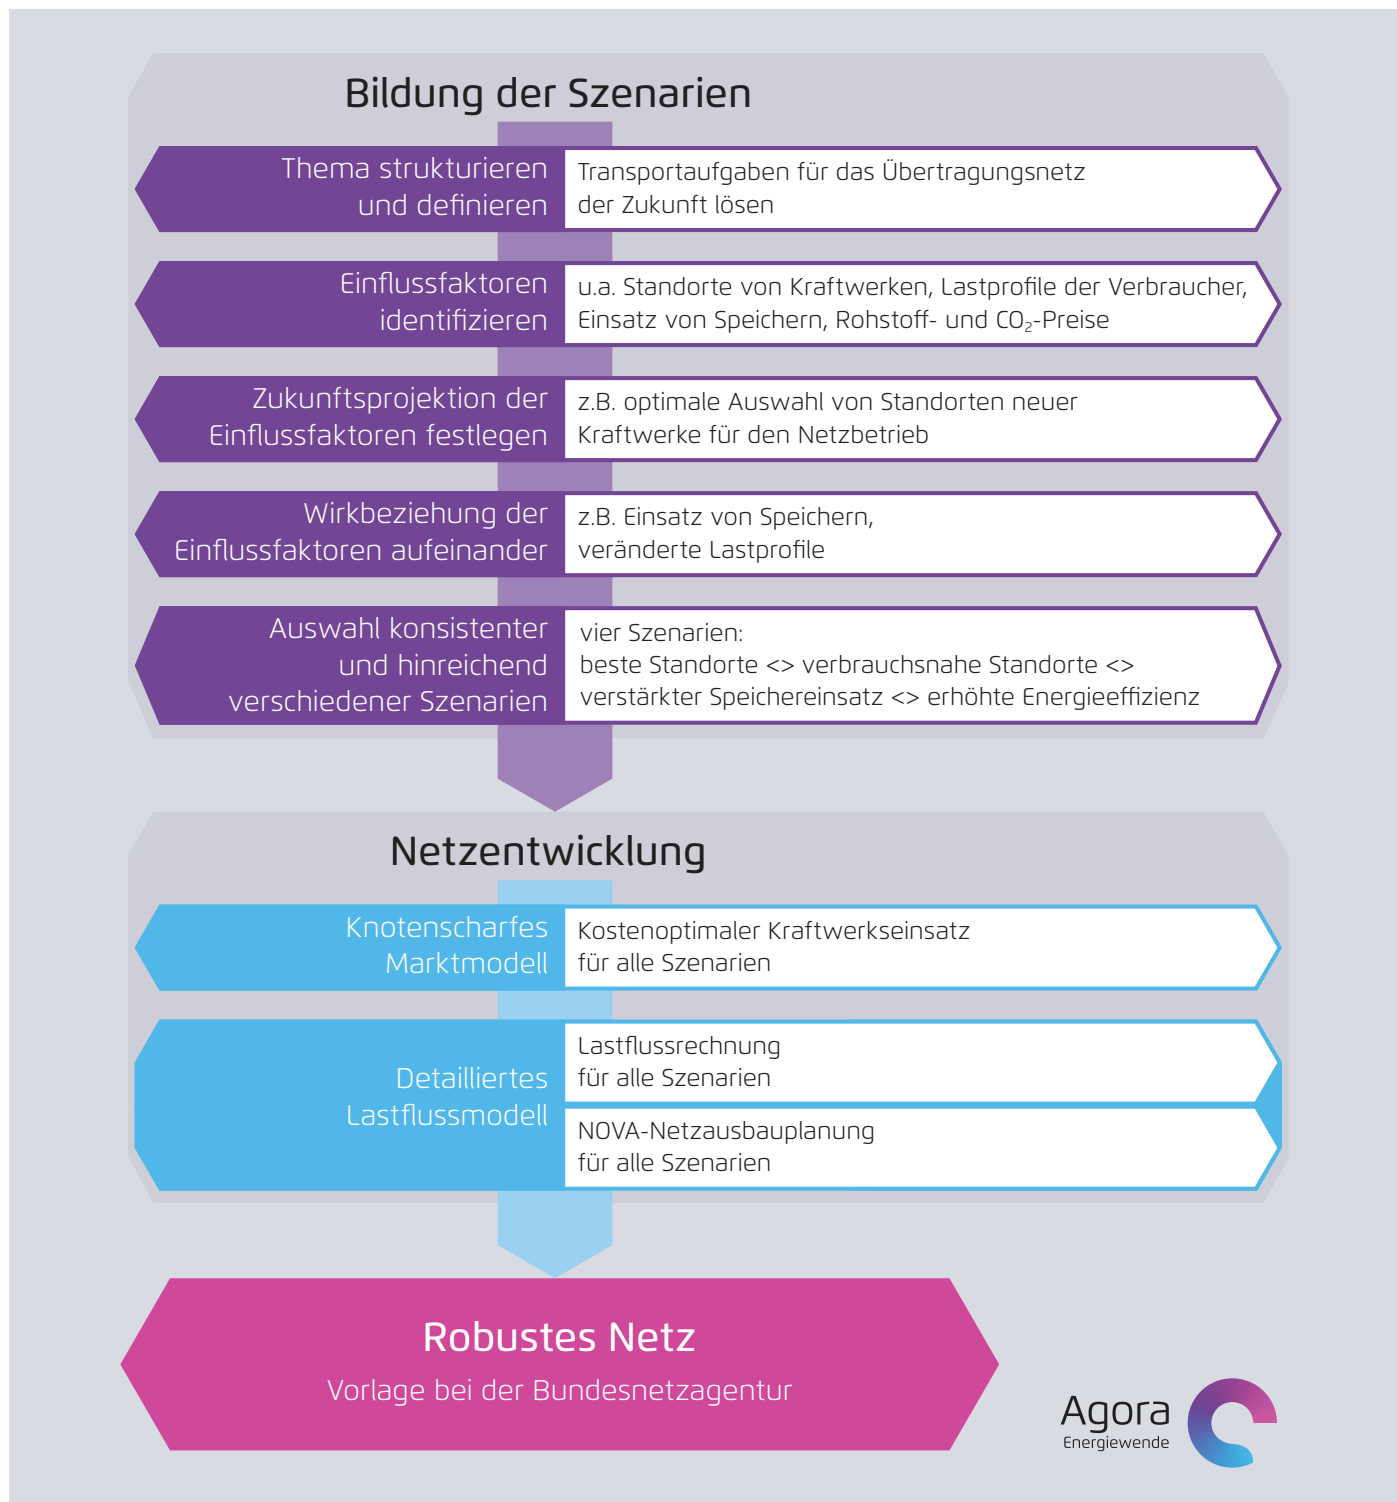 Bildung der Szenarien
Thema strukturieren
und definieren
Transportaufgaben für das Übertragungsnetz
der Zukunft lösen
Einflussfaktoren
identifizieren
u.a. Standorte von Kraftwerken, Lastprofile der Verbraucher,
Einsatz von Speichern, Rohstoff- und CO₂-Preise
Zukunftsprojektion der
Einflussfaktoren festlegen
z.B. optimale Auswahl von Standorten neuer
Kraftwerke für den Netzbetrieb
Wirkbeziehung der
Einflussfaktoren aufeinander
z.B. Einsatz von Speichern,
veränderte Lastprofile
Auswahl konsistenter
und hinreichend
verschiedener Szenarien
vier Szenarien:
beste Standorte <> verbrauchsnahe Standorte <>
verstärkter Speichereinsatz <> erhöhte Energieeffizienz
Netzentwicklung
Knotenscharfes
Marktmodell
Kostenoptimaler Kraftwerkseinsatz
für alle Szenarien
Detailliertes
Lastflussmodell
Lastflussrechnung
für alle Szenarien
NOVA-Netzausbauplanung
für alle Szenarien
Robustes Netz
Vorlage bei der Bundesnetzagentur
Agora
Energiewende